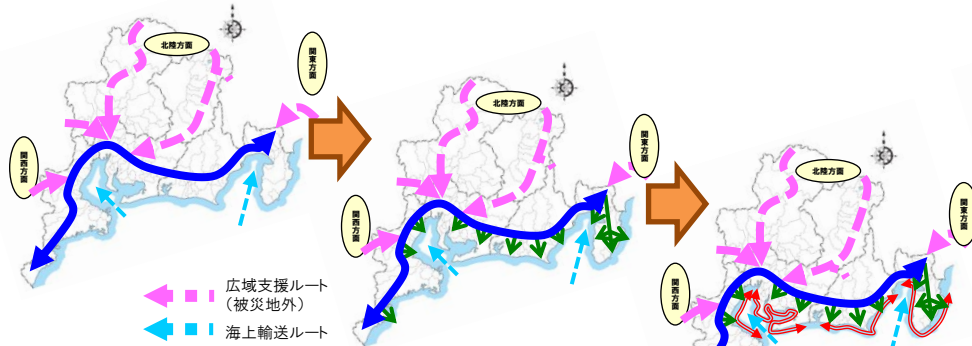 北陸方面
関東方面
関西方面
広域支援ルート
(被災地外)
海上輸送ルート
北陸方面
関東方面
関西方面
北陸方面
関東方面
関西方面